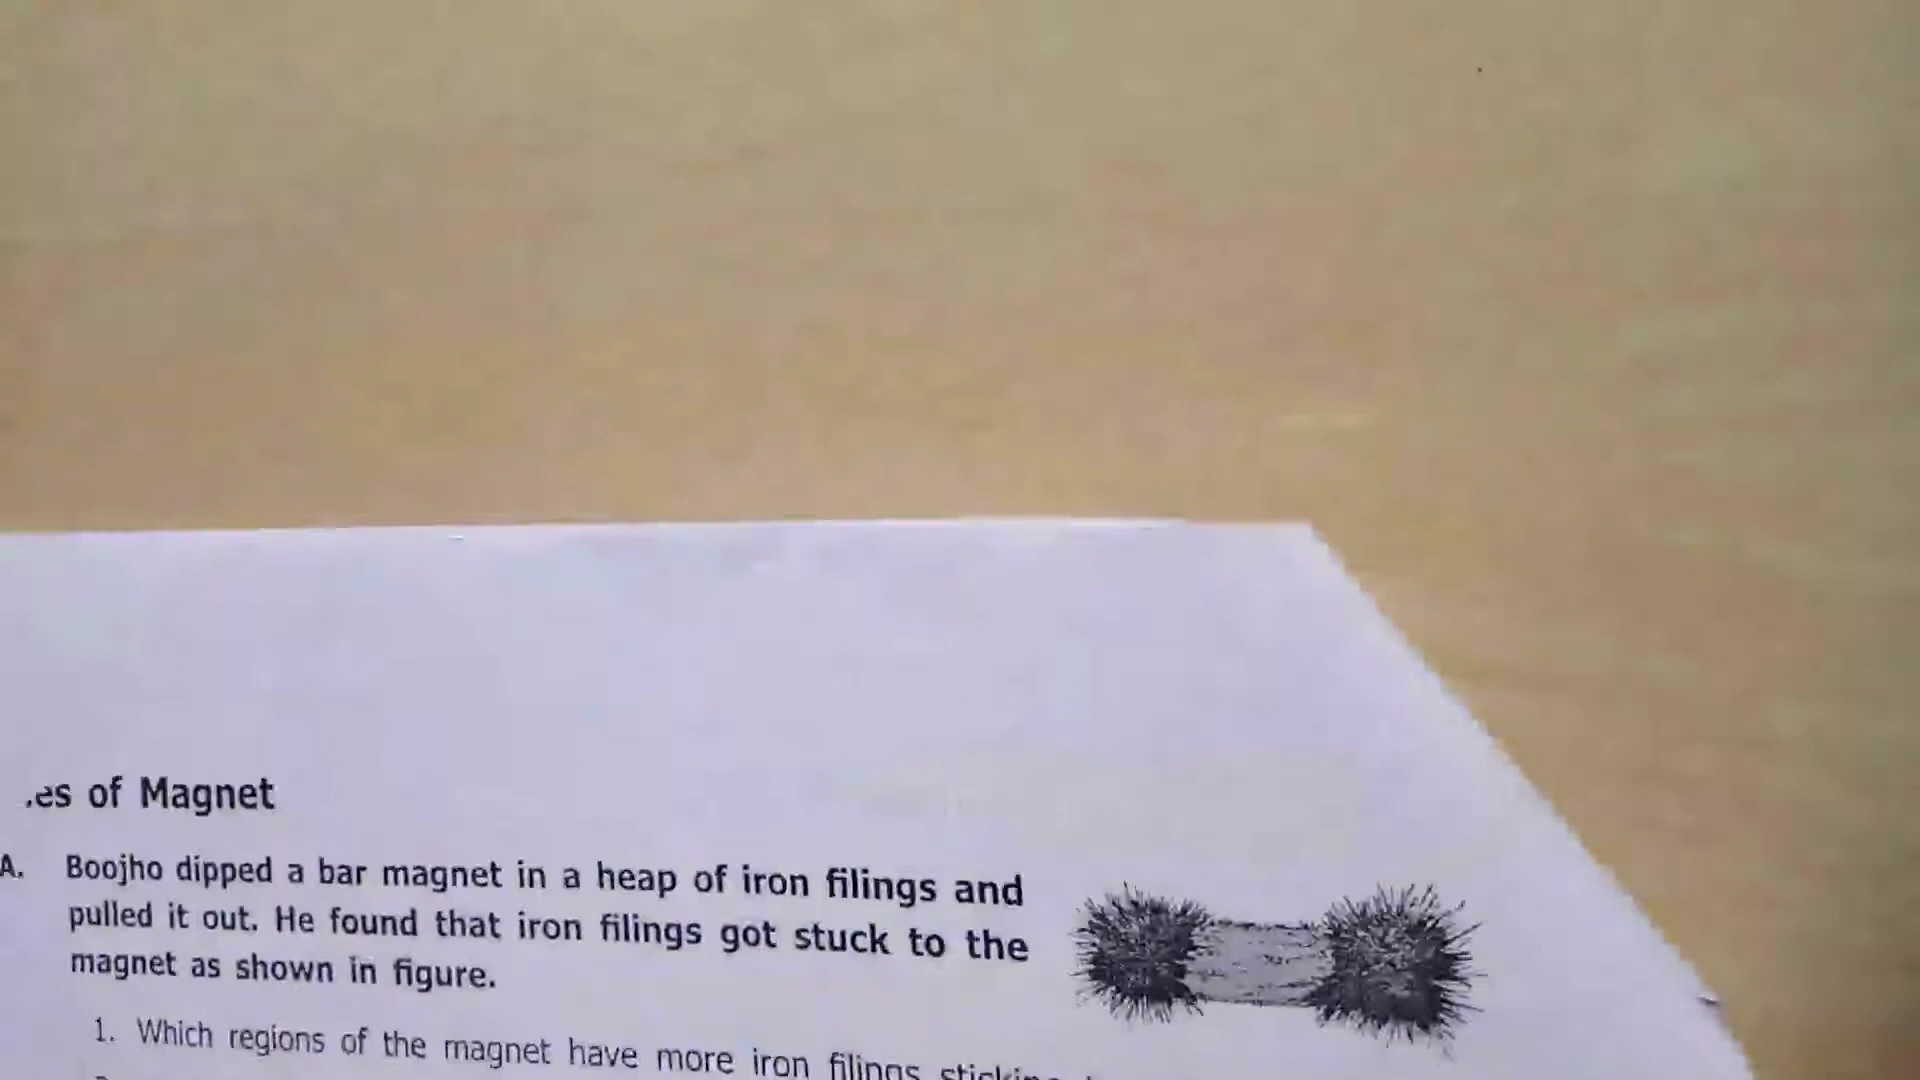 es of Magnet
A. Boojho dipped a bar magnet in a heap of iron filings and
pulled it out. He found that iron filings got stuck to the
magnet as shown in figure.
1. Which regions of the magnet have more iron filings sticking